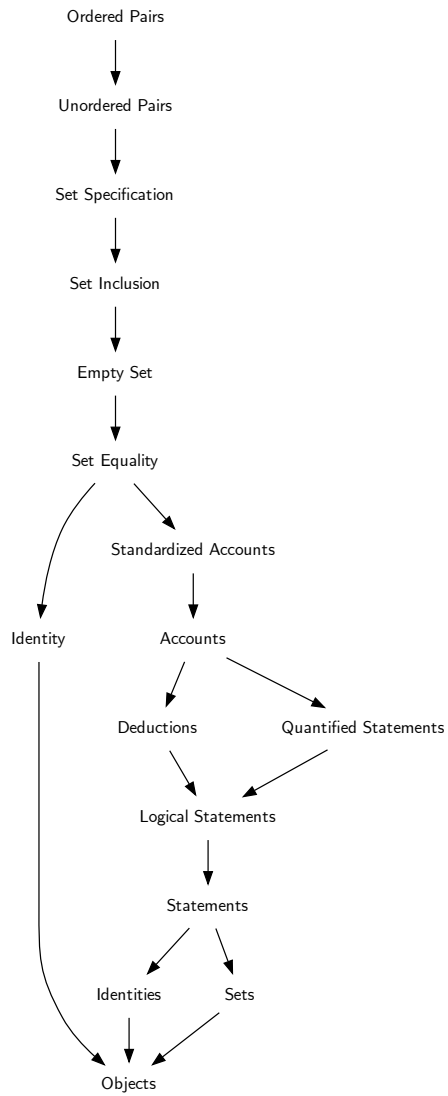 Ordered Pairs
Unordered Pairs
Set Specification
Set Inclusion
Empty Set
Set Equality
Standardized Accounts
Identity
Accounts
Deductions
Quantified Statements
Logical Statements
Statements
Identities
Sets
Objects